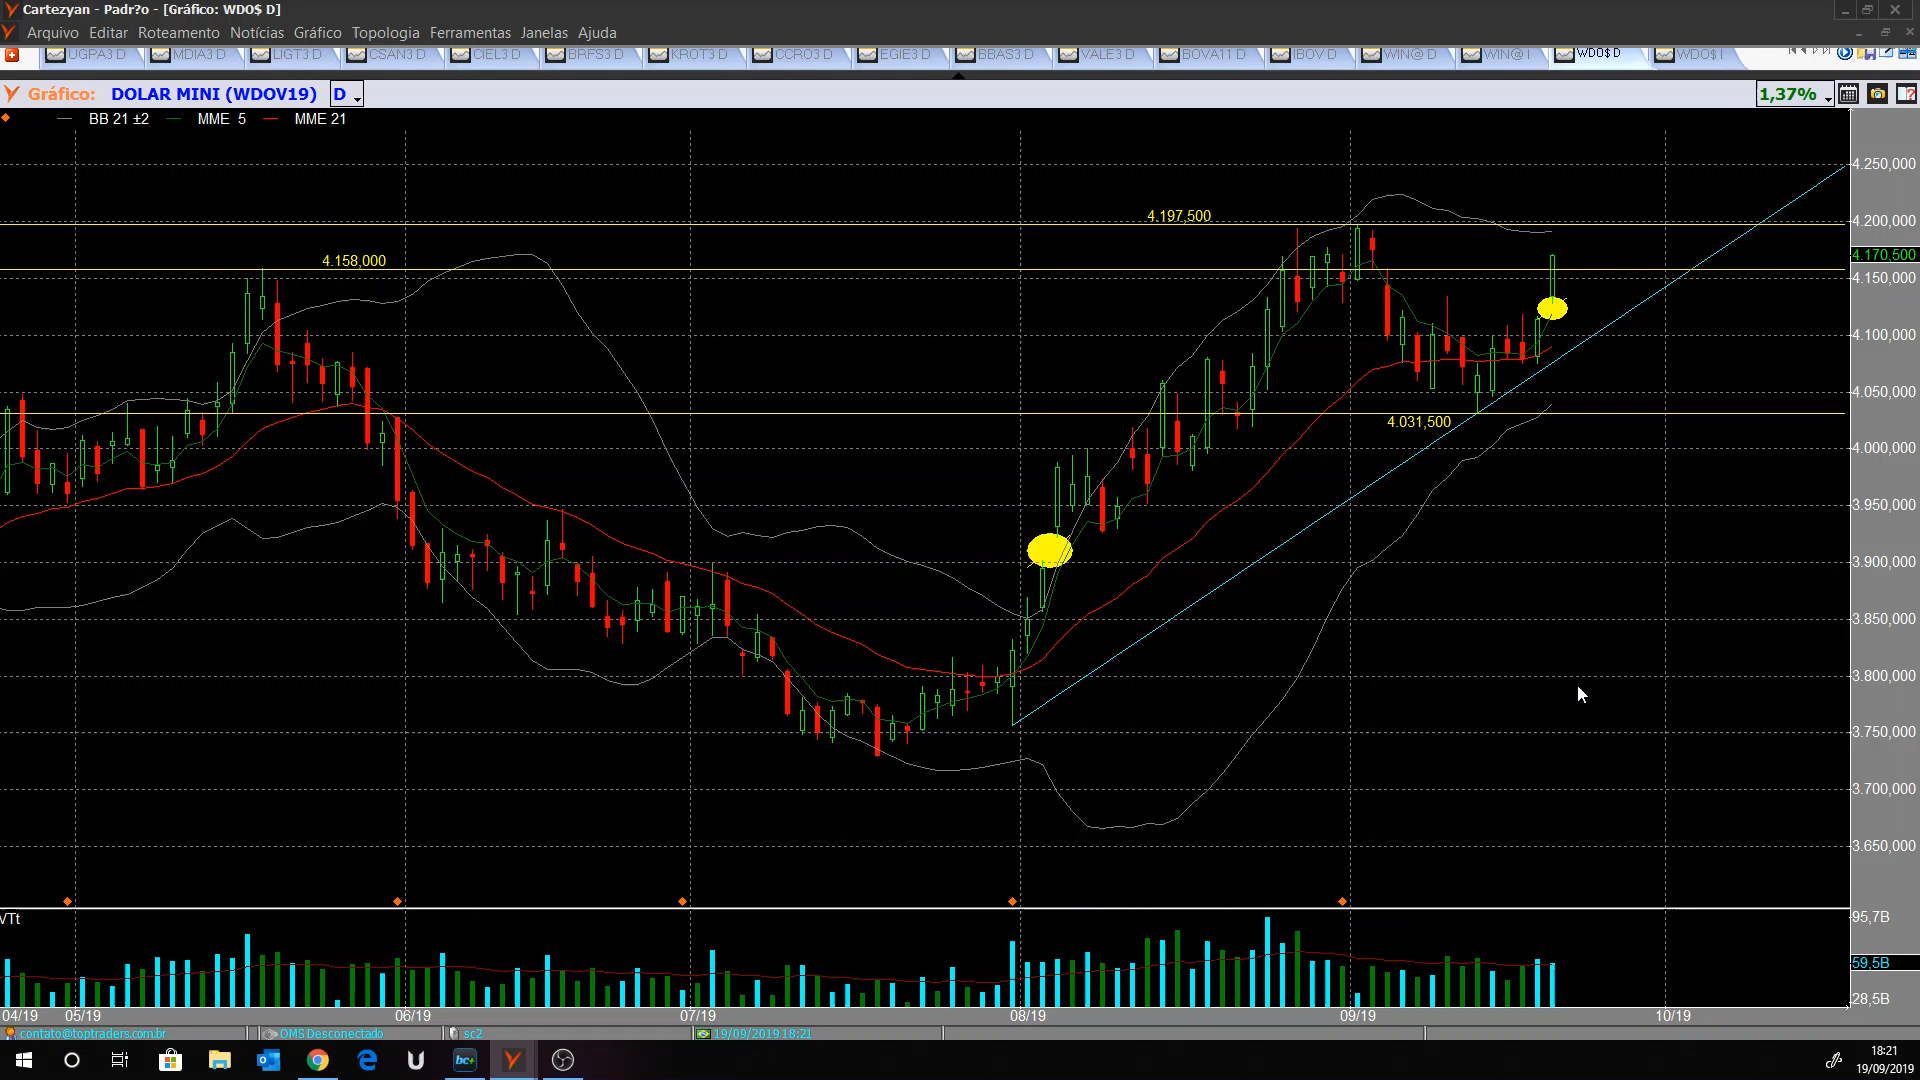 Cartezyan - Padr?o - [Gráfico: WDO$ D]
Arquivo Editar Roteamento Notícias Gráfico Topologia Ferramentas Janelas Ajuda
UGPA3 D MDIA3 D LIGT3 D CSAN3 D CIEL3 D BRFS3 D KROT3 D CCRO3 D EGIE3 D BBAS3 D VALE3 D BOVA11 D IBOV D WIN@ D WIN@ I WDO$ D WDO$ I
Gráfico: DOLAR MINI (WDOV19) D 1,37%
BB 21 ±2 MME 5 MME 21
4.250,000
4.197,500
4.200,000
4.158,000
4.170,500
4.150,000
4.100,000
4.050,000
4.031,500
4.000,000
3.950,000
3.900,000
3.850,000
3.800,000
3.750,000
3.700,000
3.650,000
VTt
95,7B
59,5B
28,5B
04/19 05/19 06/19 07/19 08/19 09/19 10/19
contato@toptraders.com.br OMS Desconectado sc2 19/09/2019 18:21
bc+
18:21
19/09/2019